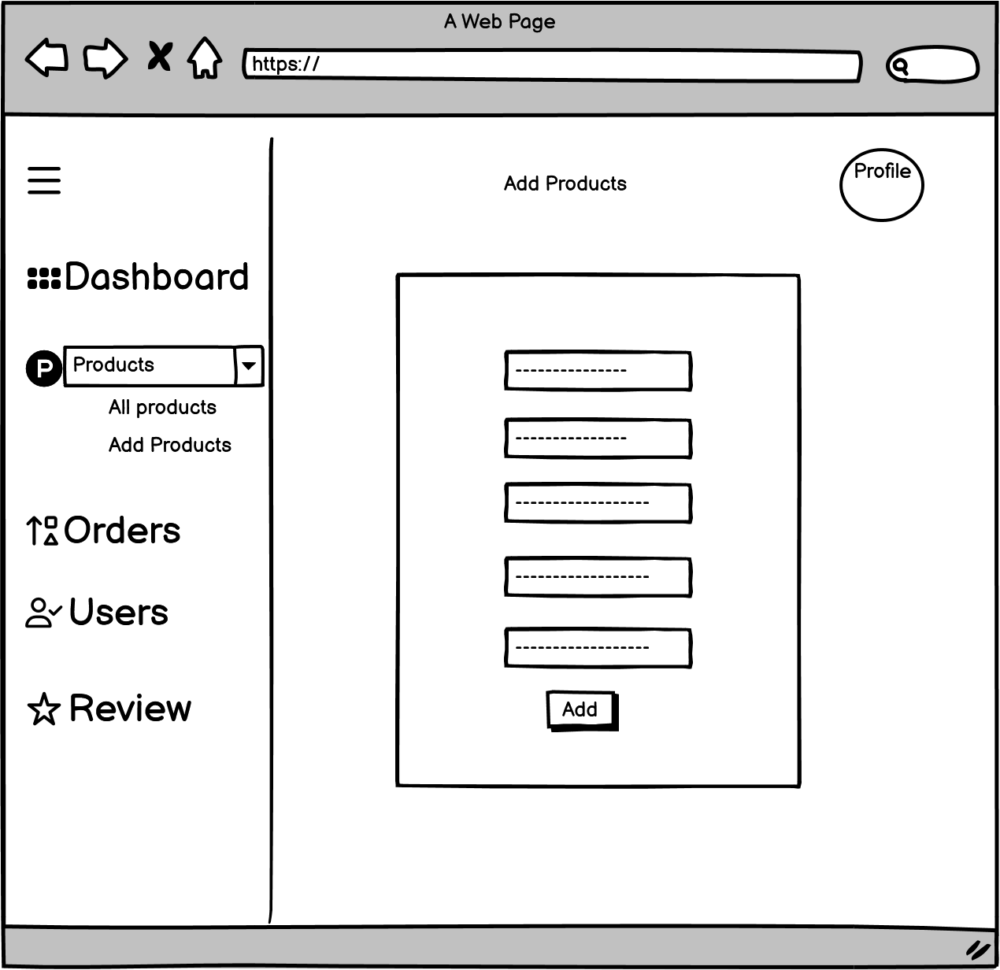 A Web Page
https://
Add Products
Profile
Dashboard
P
Products
All products
Add Products
Orders
Users
Review
---------------
---------------
------------------
------------------
------------------
Add